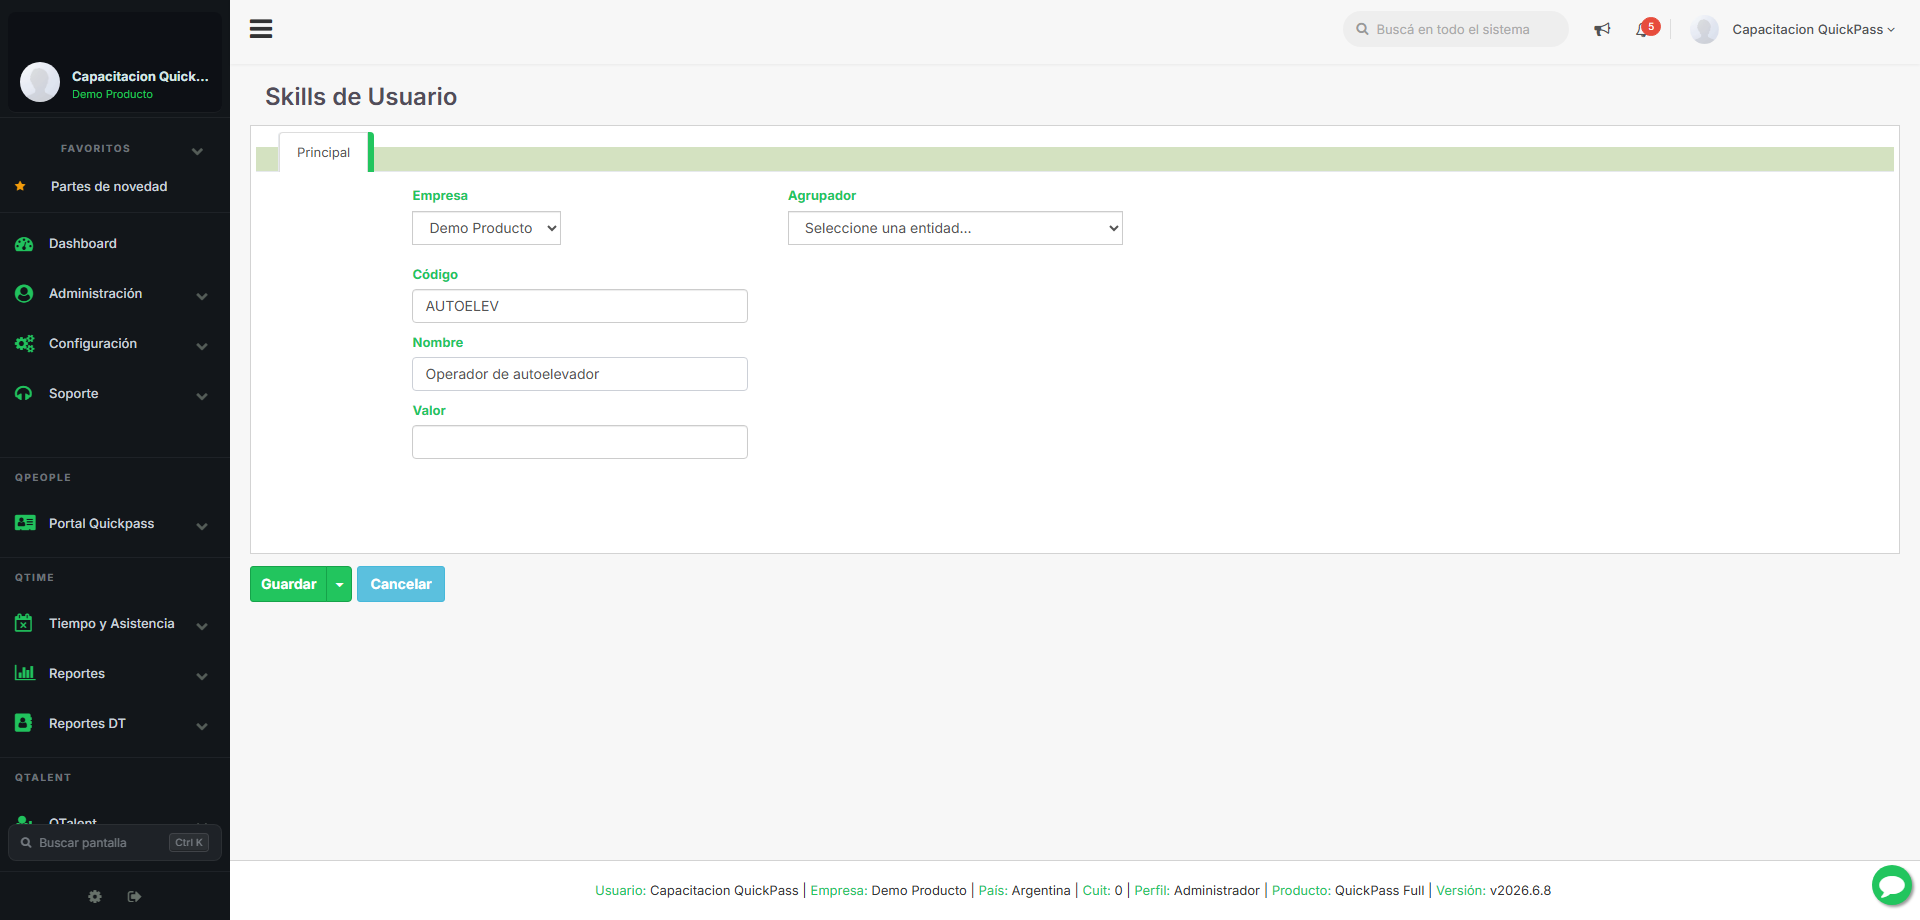 Capacitacion Quick...
Demo Producto
FAVORITOS
Partes de novedad
Dashboard
Administración
Configuración
Soporte
QPEOPLE
Portal Quickpass
QTIME
Tiempo y Asistencia
Reportes
Reportes DT
QTALENT
QTalent
Buscar pantalla
Ctrl K
Buscá en todo el sistema
5
Capacitacion QuickPass
Skills de Usuario
Principal
Empresa
Agrupador
Demo Producto
Seleccione una entidad...
Código
AUTOELEV
Nombre
Operador de autoelevador
Valor
Guardar
Cancelar
Usuario: Capacitacion QuickPass | Empresa: Demo Producto | País: Argentina | Cuit: 0 | Perfil: Administrador | Producto: QuickPass Full | Versión: v2026.6.8